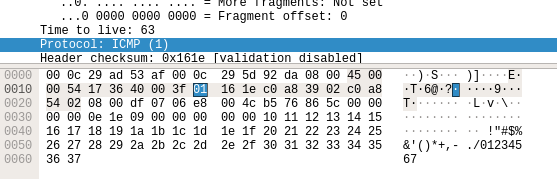 ..0. .... .... .... = More fragments: Not set
...0 0000 0000 0000 = Fragment offset: 0
Time to live: 63
Protocol: ICMP (1)
Header checksum: 0x161e [validation disabled]
0000 00 0c 29 ad 53 af 00 0c 29 5d 92 da 08 00 45 00 ··)·S··· )]····E·
0010 00 54 17 36 40 00 3f 01 16 1e c0 a8 39 02 c0 a8 ·T·6@·?· ····9···
0020 54 02 08 00 df 07 06 e8 00 4c b5 76 86 5c 00 00 T······· ·L·v·\··
0030 00 00 0e 1e 09 00 00 00 00 00 10 11 12 13 14 15 ········ ········
0040 16 17 18 19 1a 1b 1c 1d 1e 1f 20 21 22 23 24 25 ········ ·· !"#$%
0050 26 27 28 29 2a 2b 2c 2d 2e 2f 30 31 32 33 34 35 &'()*+,- ./012345
0060 36 37 67